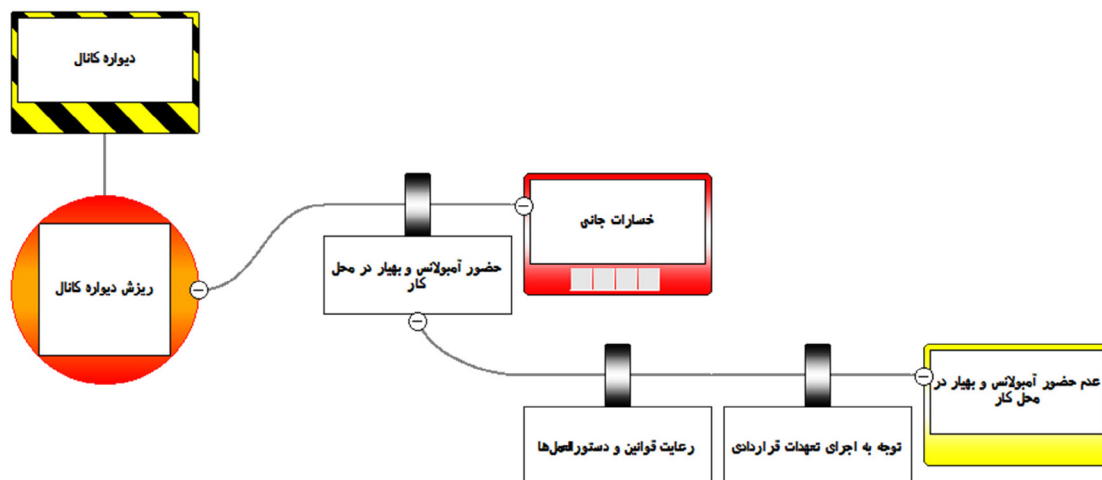 دیواره کانال
ریزش دیواره کانال
خسارات جانی
حضور آمبولانس و بهیار در محل
کار
عدم حضور آمبولانس و بهیار در
محل کار
رعایت قوانین و دستورالعمل‌ها
توجه به اجرای تعهدات قراردادی